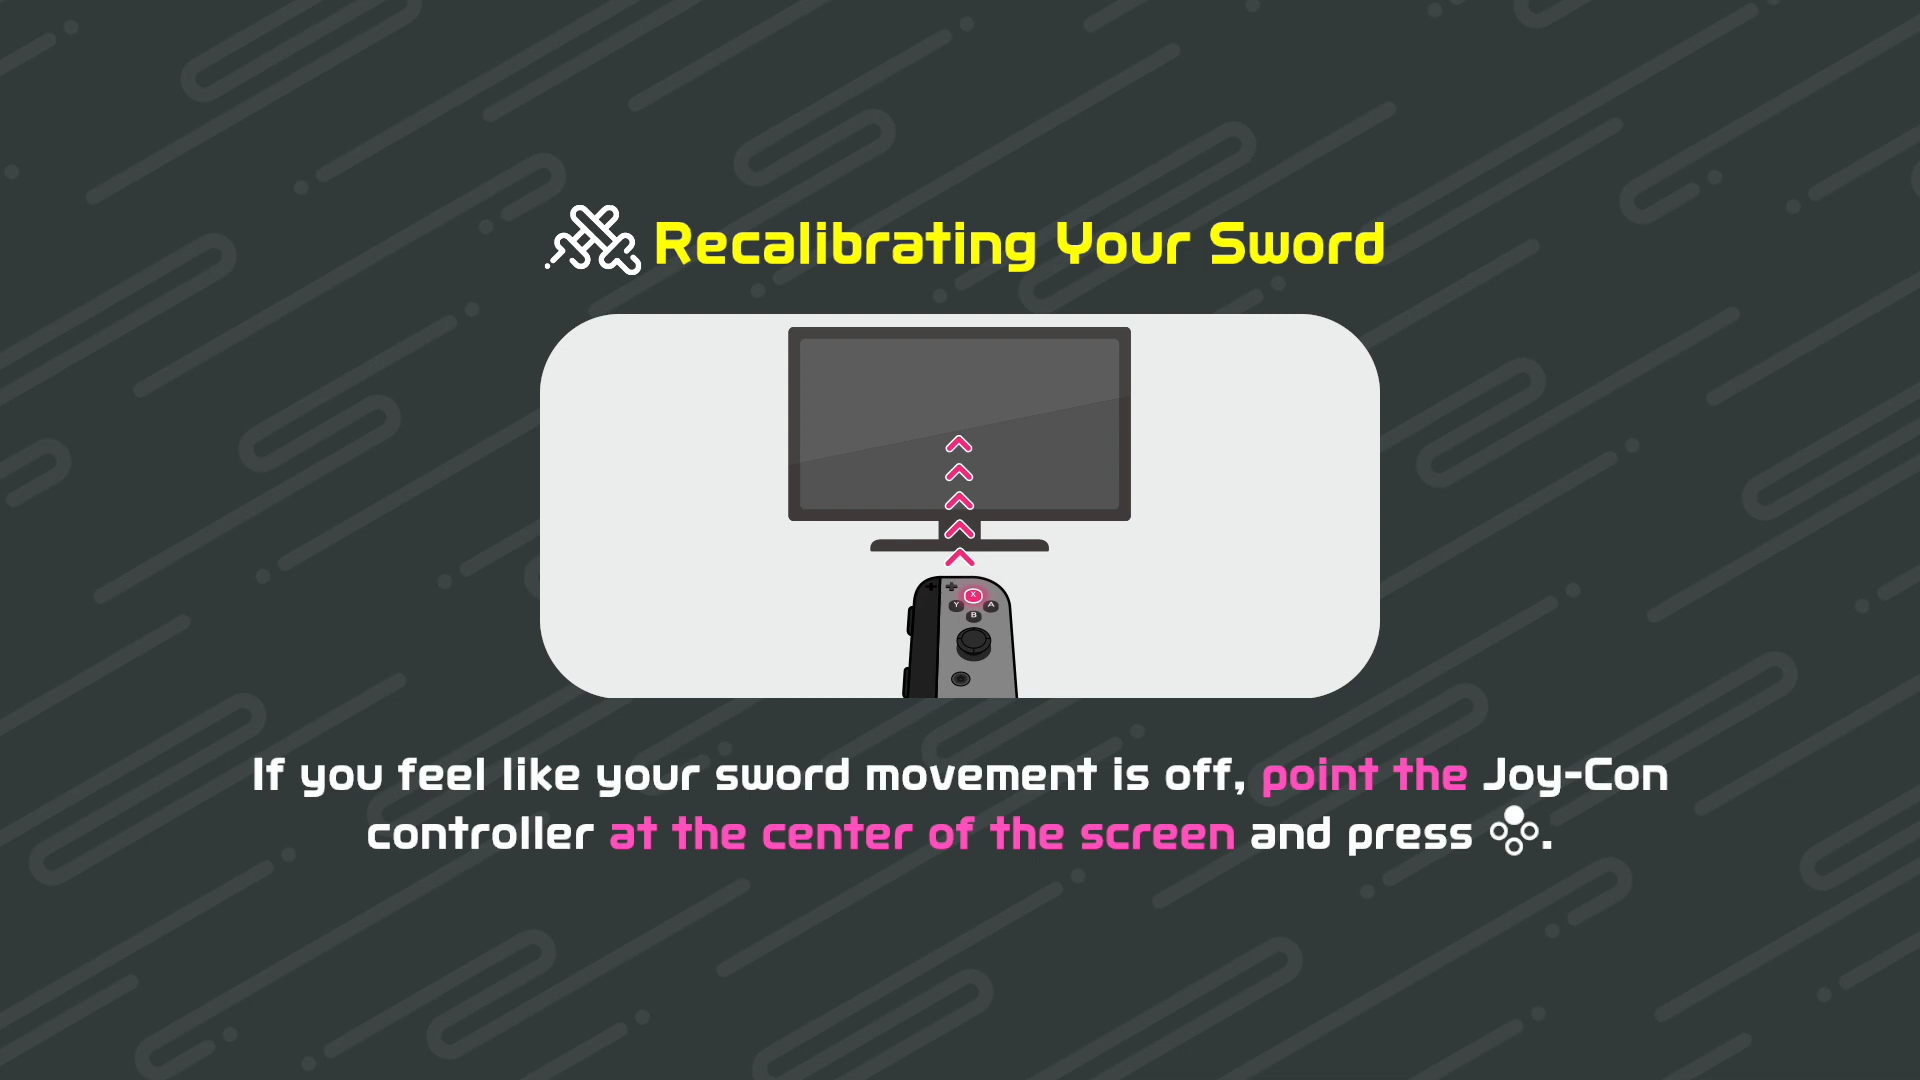 Recalibrating Your Sword
X
Y A
B
If you feel like your sword movement is off, point the Joy-Con
controller at the center of the screen and press .